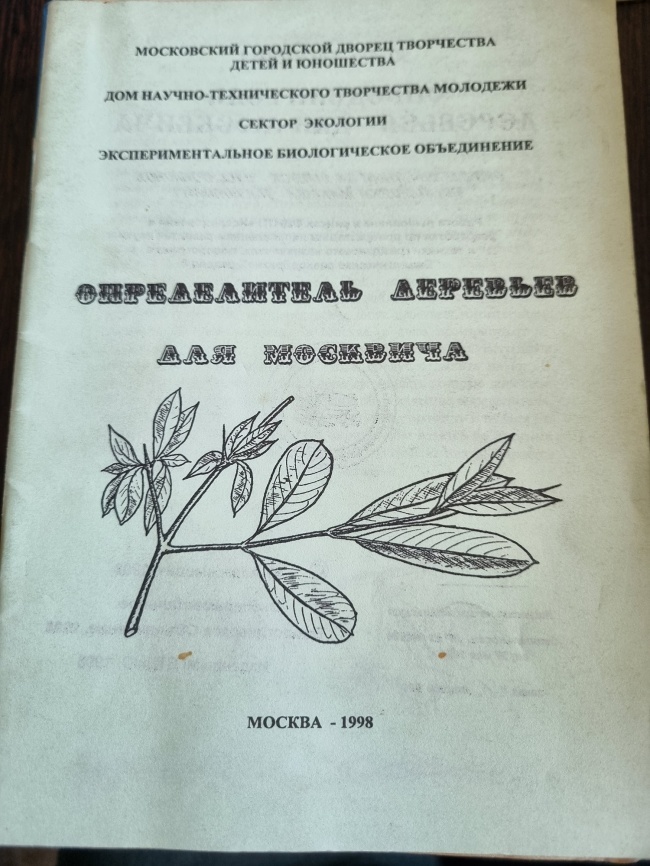 МОСКОВСКИЙ ГОРОДСКОЙ ДВОРЕЦ ТВОРЧЕСТВА
ДЕТЕЙ И ЮНОШЕСТВА
ДОМ НАУЧНО-ТЕХНИЧЕСКОГО ТВОРЧЕСТВА МОЛОДЕЖИ
СЕКТОР ЭКОЛОГИИ
ЭКСПЕРИМЕНТАЛЬНОЕ БИОЛОГИЧЕСКОЕ ОБЪЕДИНЕНИЕ
ОПРЕДЕЛИТЕЛЬ ДЕРЕВЬЕВ
ДЛЯ МОСКВИЧА
МОСКВА - 1998